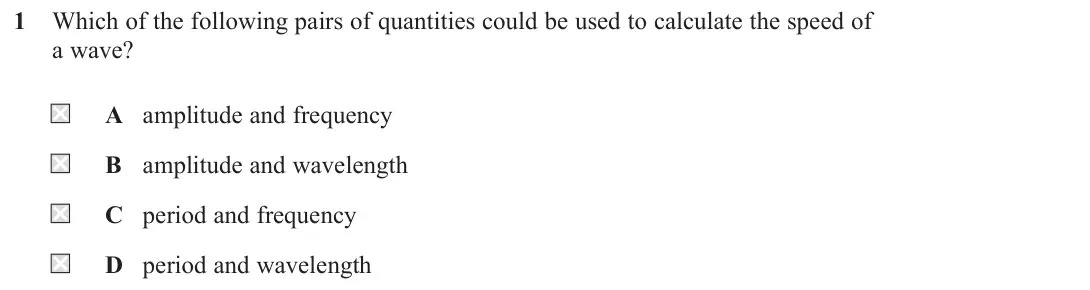 1 Which of the following pairs of quantities could be used to calculate the speed of
a wave?
A amplitude and frequency
B amplitude and wavelength
C period and frequency
D period and wavelength